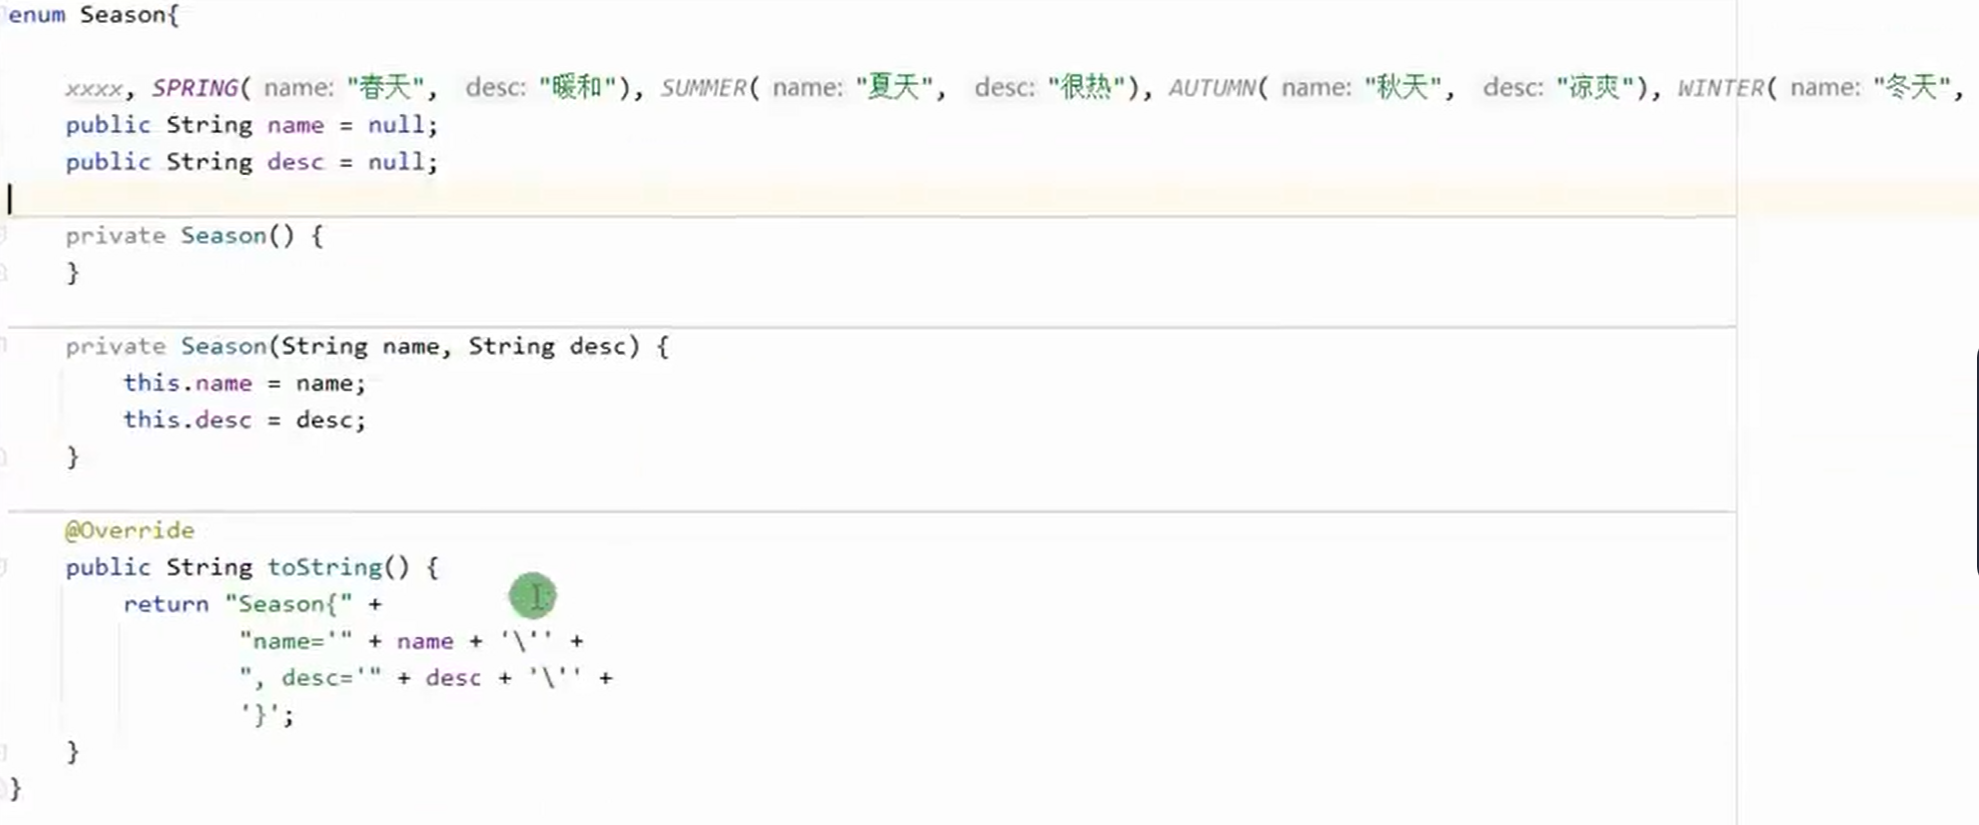 enum Season{
xxxx, SPRING( name: "春天", desc: "暖和"), SUMMER( name: "夏天", desc: "很热"), AUTUMN( name: "秋天", desc: "凉爽"), WINTER( name: "冬天",
public String name = null;
public String desc = null;
private Season() {
}
private Season(String name, String desc) {
this.name = name;
this.desc = desc;
}
@Override
public String toString() {
return "Season{" +
"name='" + name + '\'' +
", desc='" + desc + '\'' +
'}';
}
}